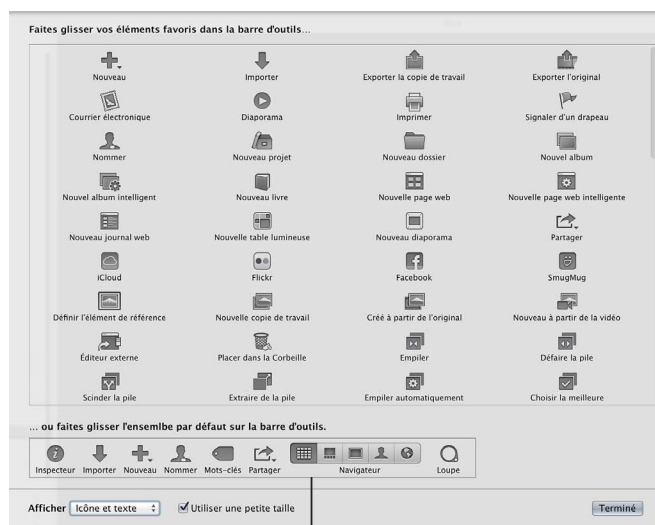 Faites glisser vos éléments favoris dans la barre d'outils...
Nouveau Importer Exporter la copie de travail Exporter l'original
Courrier électronique Diaporama Imprimer Signaler d'un drapeau
Nommer Nouveau projet Nouveau dossier Nouvel album
Nouvel album intelligent Nouveau livre Nouvelle page web Nouvelle page web intelligente
Nouveau journal web Nouvelle table lumineuse Nouveau diaporama Partager
iCloud Flickr Facebook SmugMug
Définir l'élément de référence Nouvelle copie de travail Créé à partir de l'original Nouveau à partir de la vidéo
Éditeur externe Placer dans la Corbeille Empiler Défaire la pile
Scinder la pile Extraire de la pile Empiler automatiquement Choisir la meilleure
... ou faites glisser l'ensemlbe par défaut sur la barre d'outils.
Inspecteur Importer Nouveau Nommer Mots-clés Partager Navigateur Loupe
Afficher Icône et texte Utiliser une petite taille Terminé